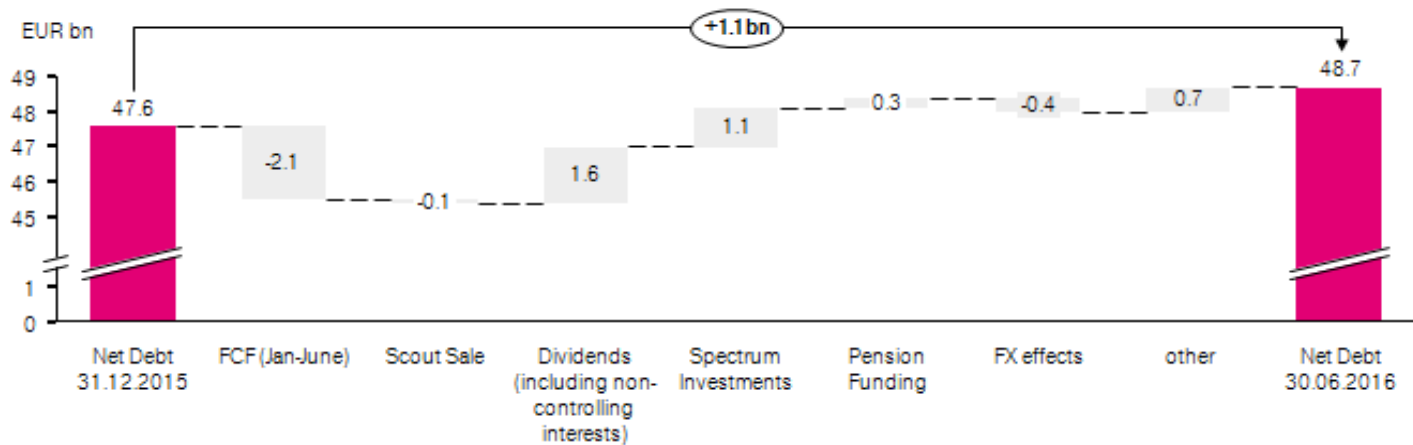 EUR bn
+1.1bn
49
48
47
46
45
1
0
47.6
-2.1
-0.1
1.6
1.1
0.3
-0.4
0.7
48.7
Net Debt
31.12.2015
FCF (Jan-June)
Scout Sale
Dividends
(including non-
controlling
interests)
Spectrum
Investments
Pension
Funding
FX effects
other
Net Debt
30.06.2016